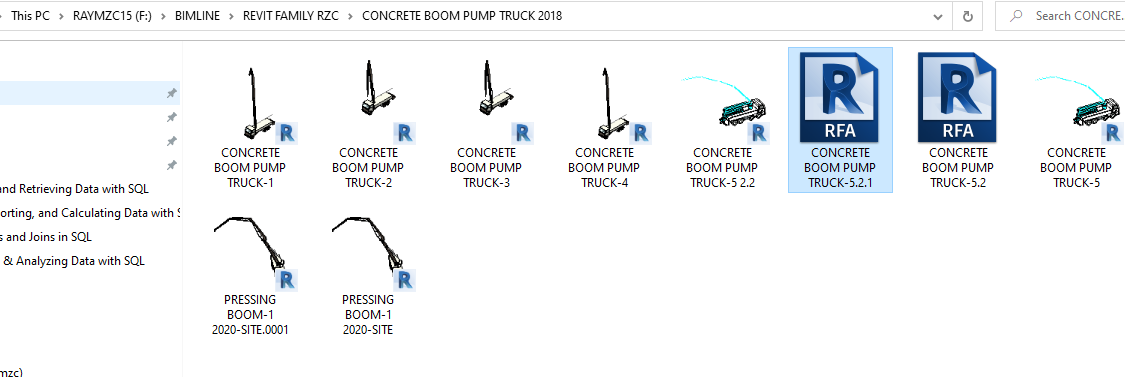 This PC > RAYMZC15 (F:) > BIMLINE > REVIT FAMILY RZC > CONCRETE BOOM PUMP TRUCK 2018
Search CONCRE...
and Retrieving Data with SQL
orting, and Calculating Data with S
s and Joins in SQL
& Analyzing Data with SQL
mzc)
CONCRETE
BOOM PUMP
TRUCK-1
CONCRETE
BOOM PUMP
TRUCK-2
CONCRETE
BOOM PUMP
TRUCK-3
CONCRETE
BOOM PUMP
TRUCK-4
CONCRETE
BOOM PUMP
TRUCK-5 2.2
R
RFA
CONCRETE
BOOM PUMP
TRUCK-5.2.1
R
RFA
CONCRETE
BOOM PUMP
TRUCK-5.2
CONCRETE
BOOM PUMP
TRUCK-5
PRESSING
BOOM-1
2020-SITE.0001
PRESSING
BOOM-1
2020-SITE